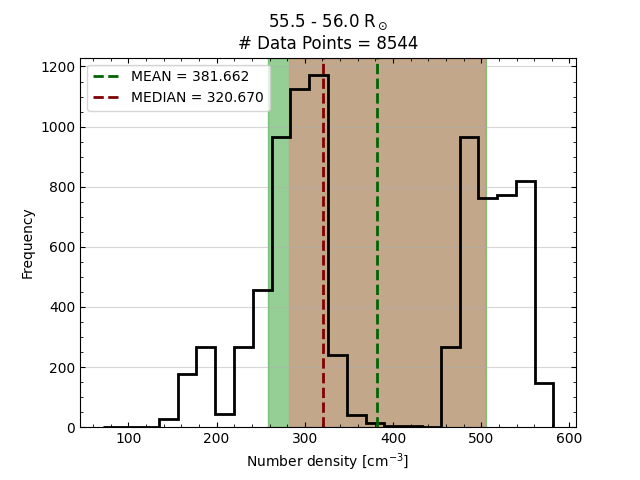 55.5 - 56.0 R⊙
# Data Points = 8544
MEAN = 381.662
MEDIAN = 320.670
1200
1000
800
600
400
200
0
Frequency
100 200 300 400 500 600
Number density [cm⁻³]